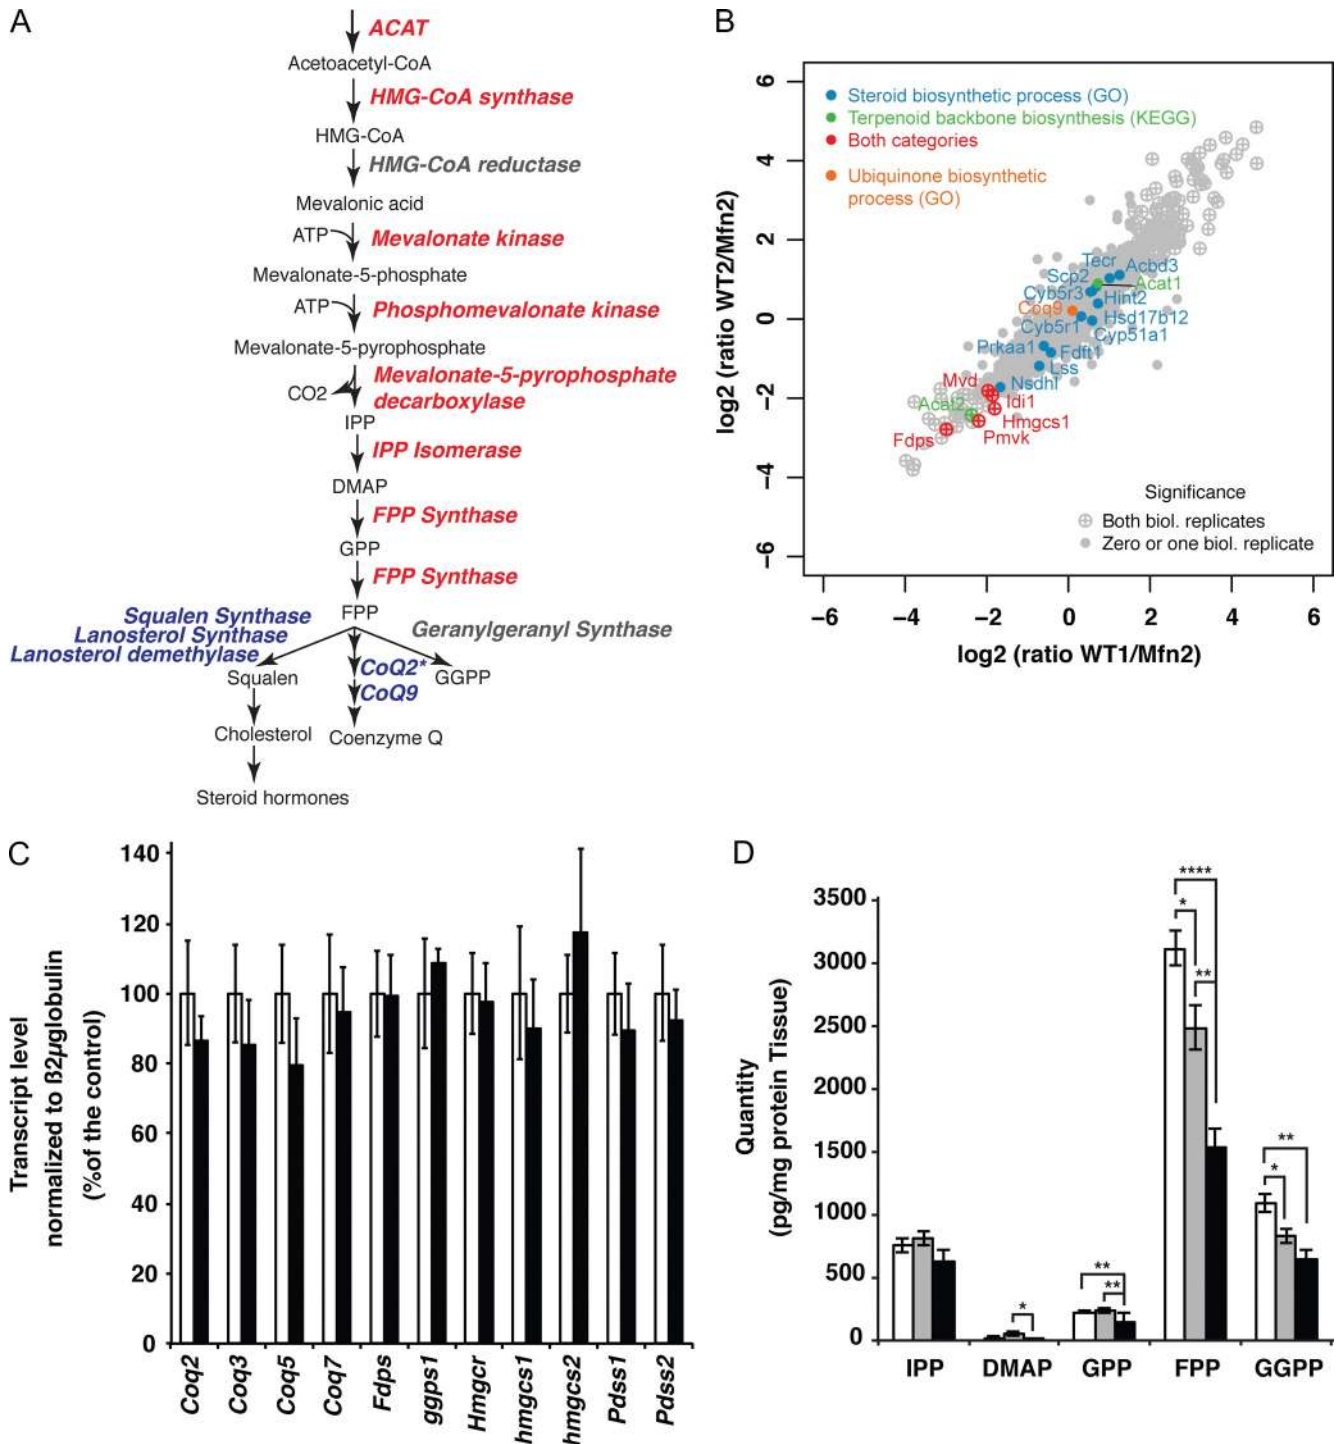 A
ACAT
Acetoacetyl-CoA
HMG-CoA synthase
HMG-CoA
HMG-CoA reductase
Mevalonic acid
ATP
Mevalonate kinase
Mevalonate-5-phosphate
ATP
Phosphomevalonate kinase
Mevalonate-5-pyrophosphate
Mevalonate-5-pyrophosphate
decarboxylase
CO2
IPP
IPP Isomerase
DMAP
FPP Synthase
GPP
FPP Synthase
FPP
Squalen Synthase
Lanosterol Synthase
Lanosterol demethylase
Geranylgeranyl Synthase
CoQ2*
CoQ9
Squalen
GGPP
Cholesterol
Coenzyme Q
Steroid hormones
B
log2 (ratio WT2/Mfn2)
6
4
2
0
−2
−4
−6
Steroid biosynthetic process (GO)
Terpenoid backbone biosynthesis (KEGG)
Both categories
Ubiquinone biosynthetic
process (GO)
Tecr
Acbd3
Scp2
Acat1
Cyb5r3
Hint2
Coq9
Hsd17b12
Cyb5r1
Cyp51a1
Prkaa1
Fdft1
Lss
Nsdhl
Mvd
Idi1
Acat2
Hmgcs1
Fdps
Pmvk
Significance
Both biol. replicates
Zero or one biol. replicate
−6
−4
−2
0
2
4
6
log2 (ratio WT1/Mfn2)
C
Transcript level
normalized to ß2µglobulin
(%of the control)
140
120
100
80
60
40
20
0
Coq2
Coq3
Coq5
Coq7
Fdps
ggps1
Hmgcr
hmgcs1
hmgcs2
Pdss1
Pdss2
D
Quantity
(pg/mg protein Tissue)
3500
3000
2500
2000
1500
1000
500
0
*
**
**
****
*
**
*
**
IPP
DMAP
GPP
FPP
GGPP